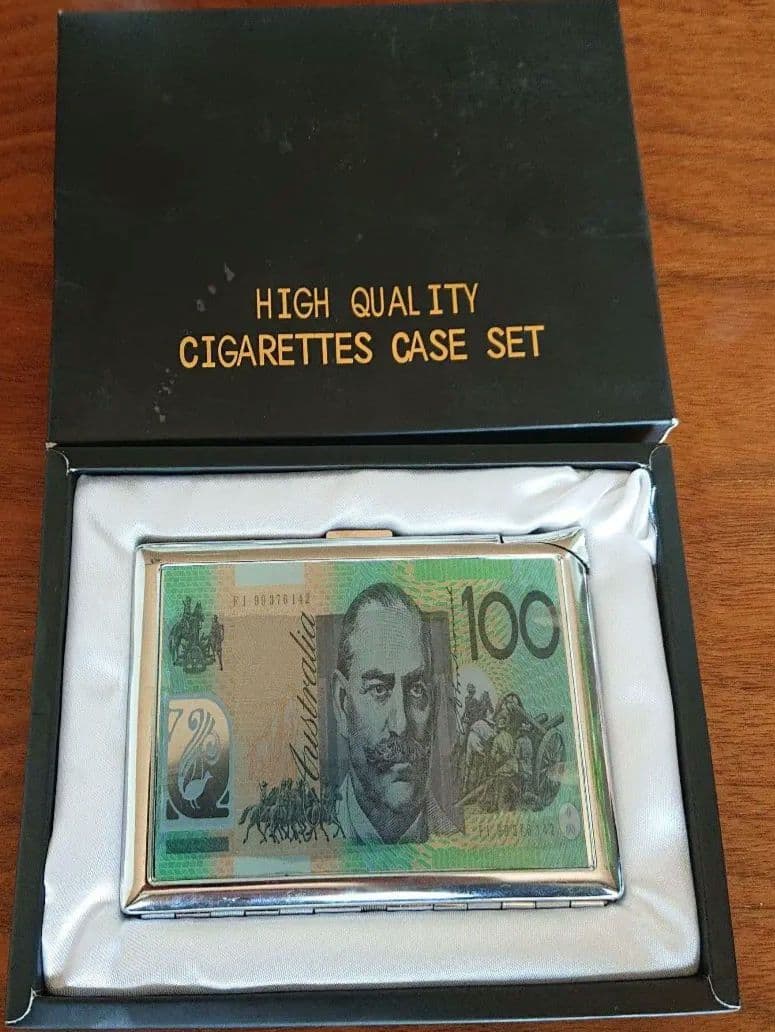 HIGH QUALITY
CIGARETTES CASE SET
100
Australia